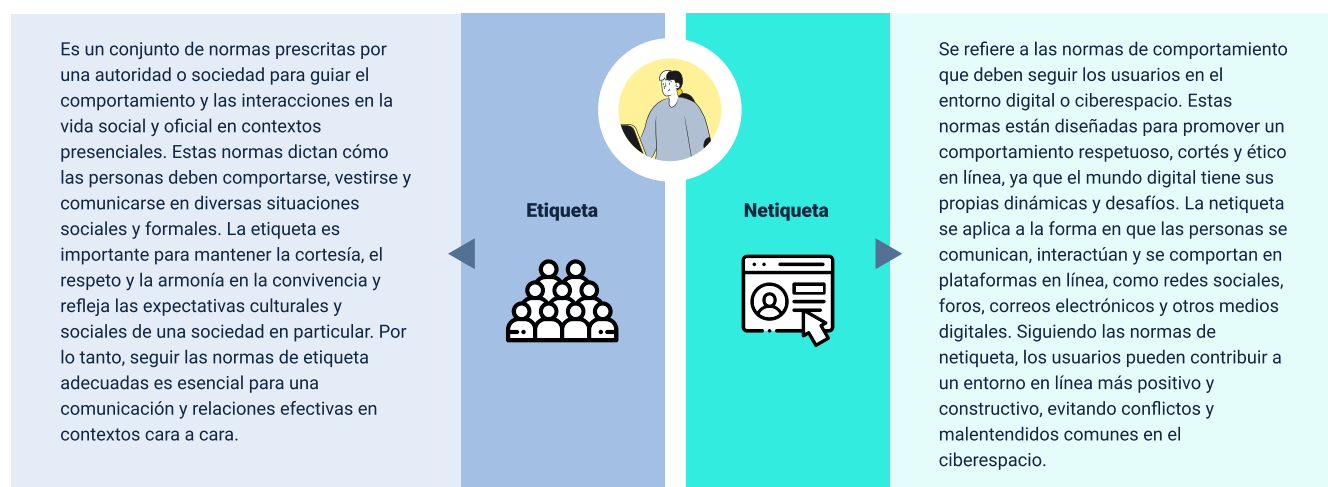 Es un conjunto de normas prescritas por
una autoridad o sociedad para guiar el
comportamiento y las interacciones en la
vida social y oficial en contextos
presenciales. Estas normas dictan cómo
las personas deben comportarse, vestirse y
comunicarse en diversas situaciones
sociales y formales. La etiqueta es
importante para mantener la cortesía, el
respeto y la armonía en la convivencia y
refleja las expectativas culturales y
sociales de una sociedad en particular. Por
lo tanto, seguir las normas de etiqueta
adecuadas es esencial para una
comunicación y relaciones efectivas en
contextos cara a cara.
Etiqueta
Netiqueta
Se refiere a las normas de comportamiento
que deben seguir los usuarios en el
entorno digital o ciberespacio. Estas
normas están diseñadas para promover un
comportamiento respetuoso, cortés y ético
en línea, ya que el mundo digital tiene sus
propias dinámicas y desafíos. La netiqueta
se aplica a la forma en que las personas se
comunican, interactúan y se comportan en
plataformas en línea, como redes sociales,
foros, correos electrónicos y otros medios
digitales. Siguiendo las normas de
netiqueta, los usuarios pueden contribuir a
un entorno en línea más positivo y
constructivo, evitando conflictos y
malentendidos comunes en el
ciberespacio.